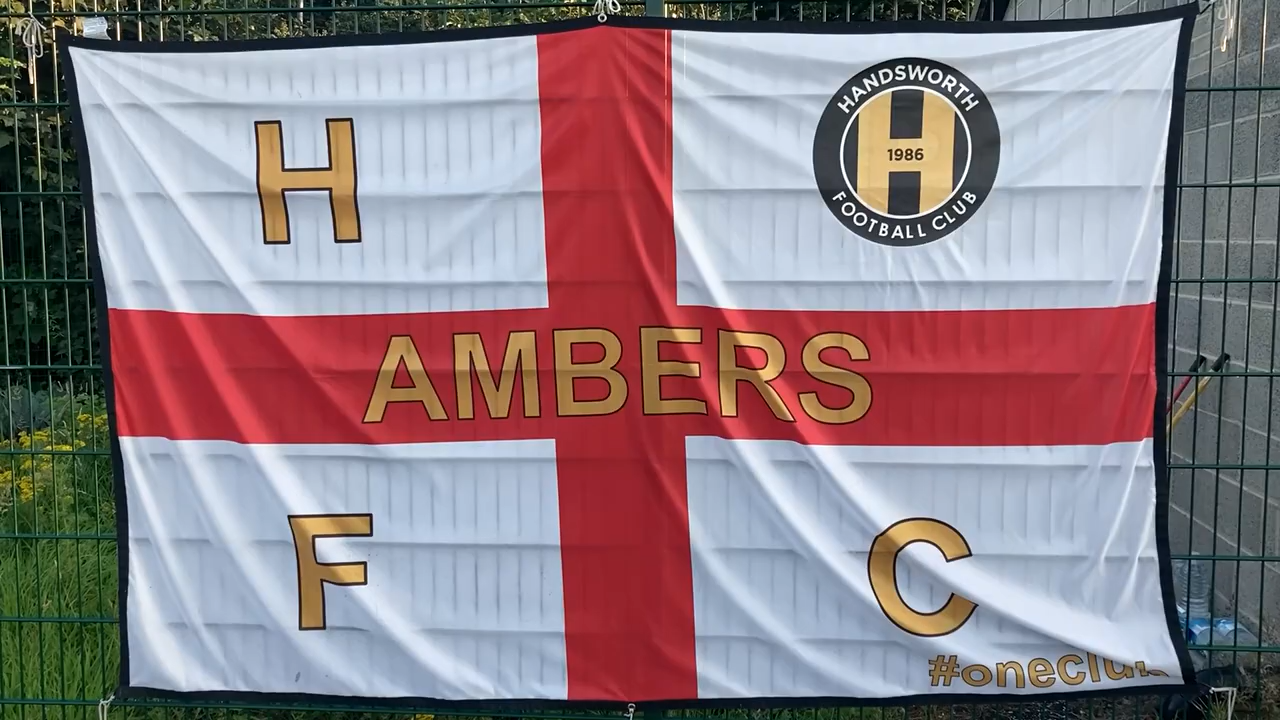 H
HANDSWORTH
1986
FOOTBALL CLUB
AMBERS
F
C
#oneclub